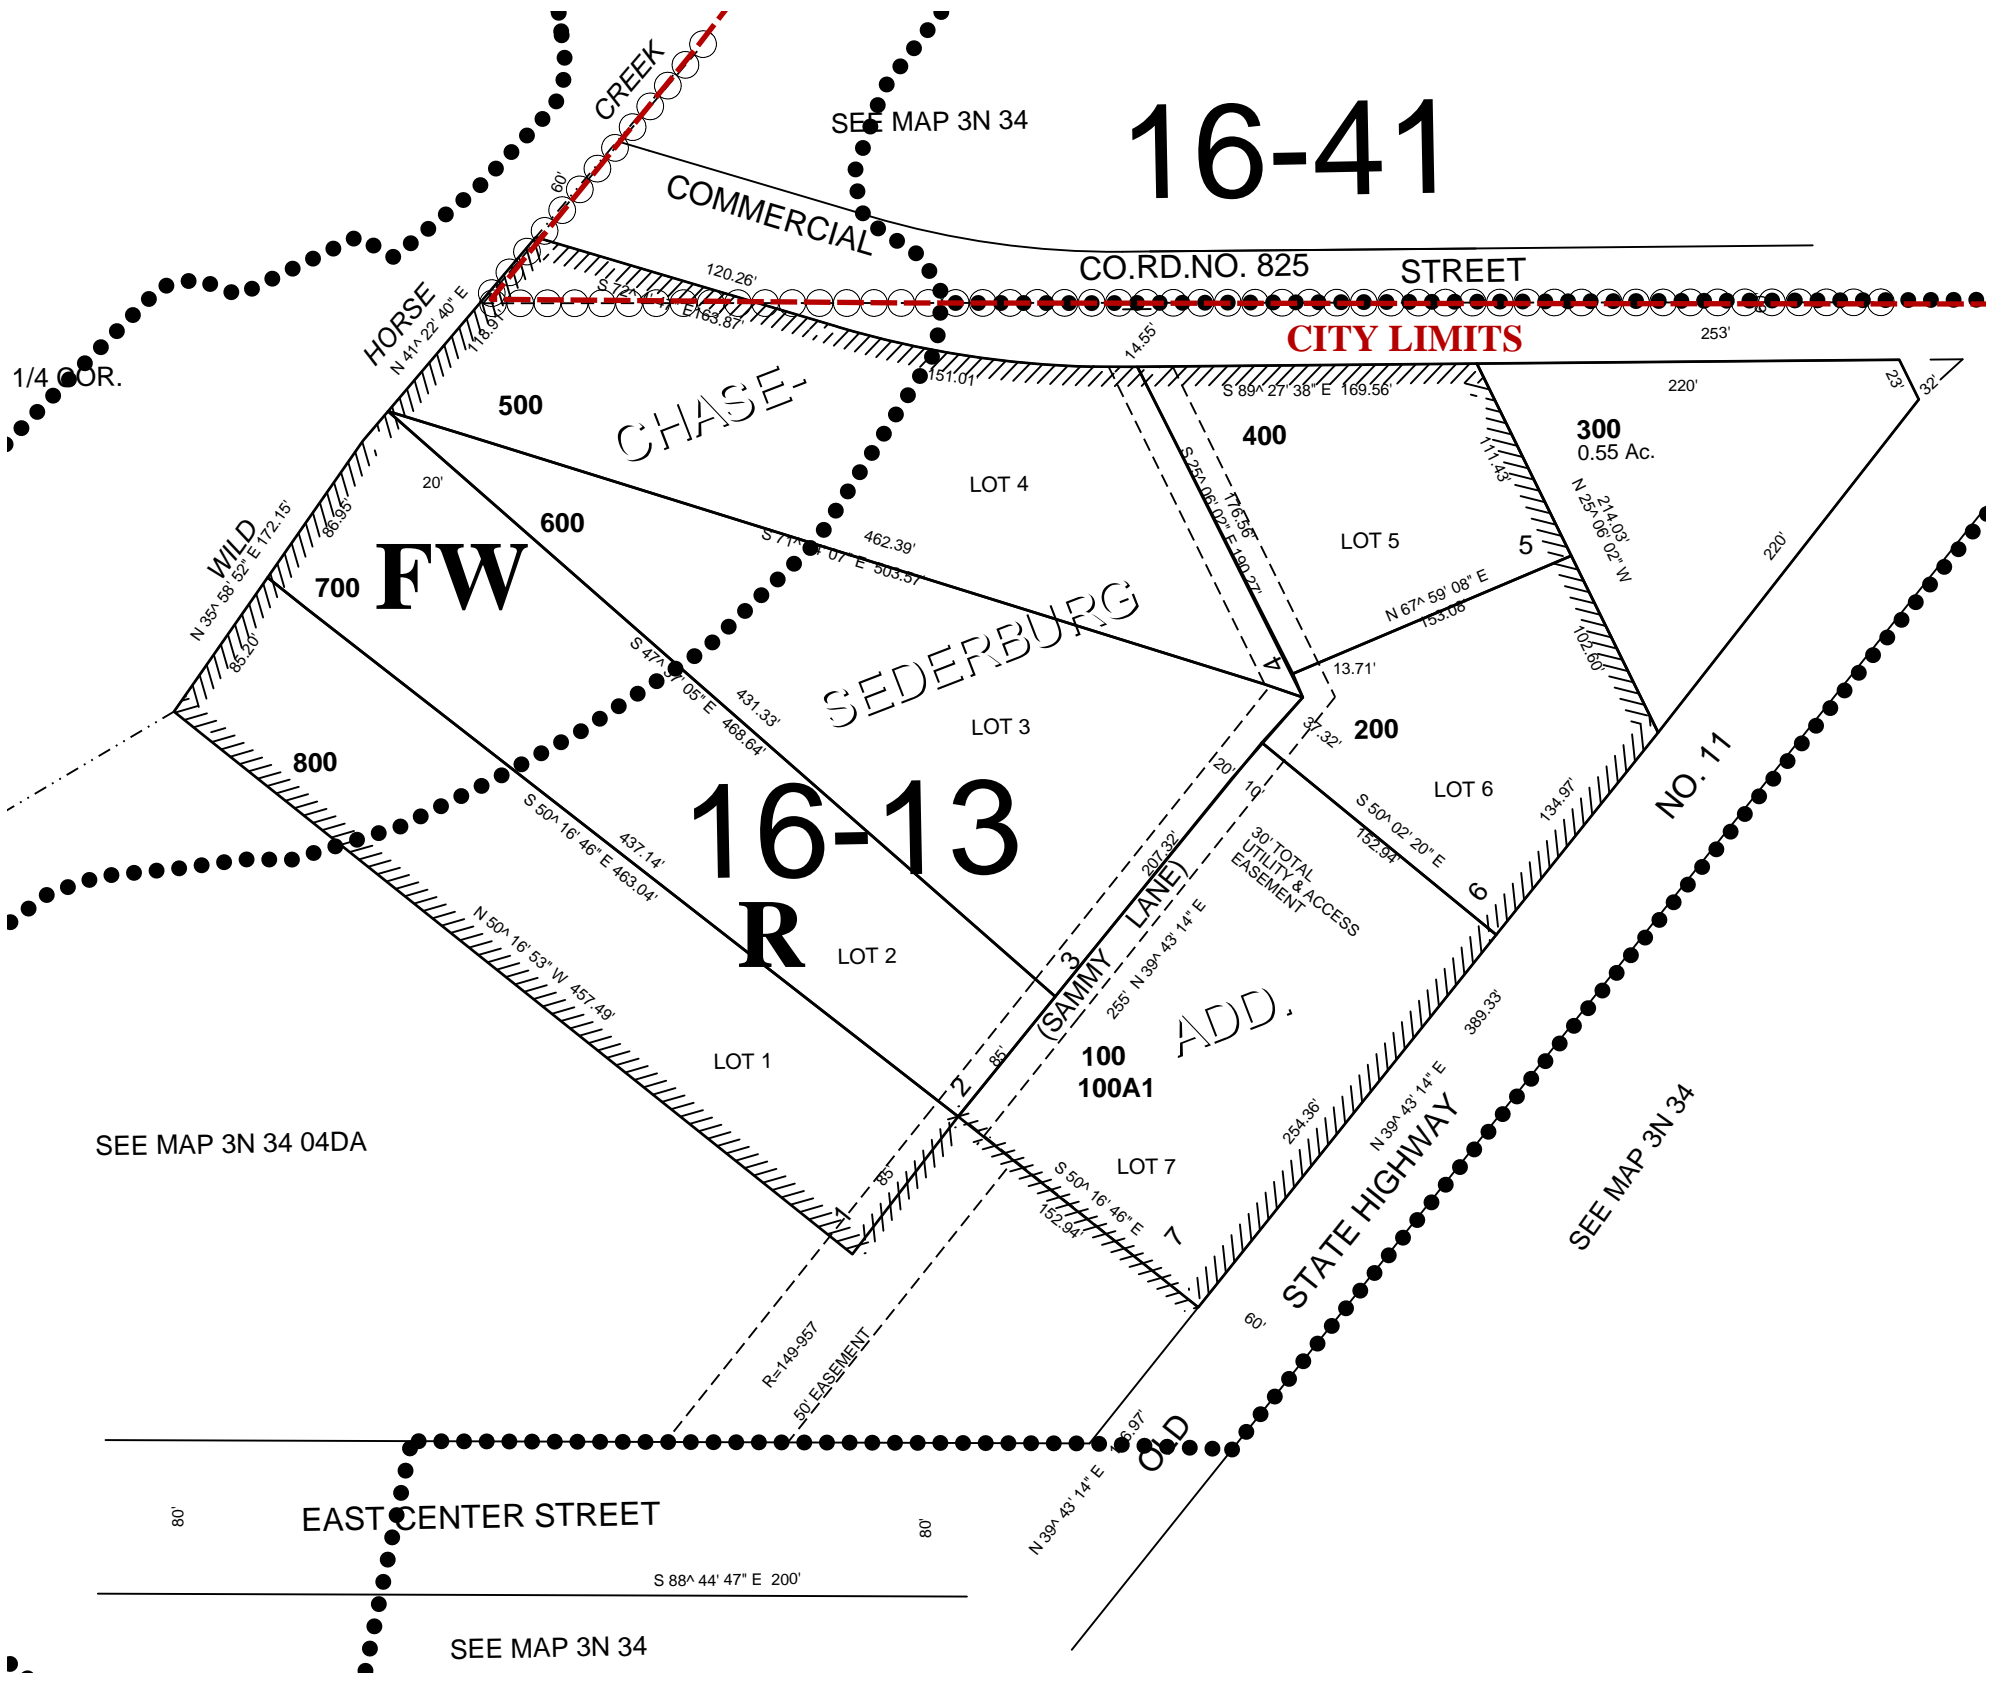 CREEK
SEE MAP 3N 34
16-41
60'
COMMERCIAL
CO.RD.NO. 825
STREET
120.26'
E163.87'
HORSE
N 41^ 22' 40" E
118.91'
CITY LIMITS
253'
14.55'
1/4 COR.
151.01'
S 89^ 27' 38" E 169.56'
220'
23'
32'
500
CHASE-
400
300
0.55 Ac.
111.43'
20'
LOT 4
S 25^ 06' 02" E 190.27'
176.56'
214.03'
N 25^ 06' 02" W
WILD
N 35^ 58' 52" E 172.15'
86.95'
600
462.39'
LOT 5
5
220'
FW
700
N 67^ 59' 08" E
153.08'
SEDERBURG
85.20'
4
13.71'
102.60'
431.33'
468.64'
LOT 3
37.32'
200
800
20'
10'
LOT 6
NO. 11
16-13
S 50^ 16' 46" E 463.04'
437.14'
207.32'
30' TOTAL
UTILITY & ACCESS
EASEMENT
S 50^ 02' 20" E
152.94'
134.97'
6
R
N 50^ 16' 53" W 457.49'
LOT 2
3
(SAMMY LANE)
255' N 39^ 43' 14" E
ADD.
389.33'
LOT 1
85'
100
100A1
2
N 39^ 43' 14" E
254.36'
SEE MAP 3N 34 04DA
SEE MAP 3N 34
LOT 7
85'
S 50^ 16' 46" E
152.94'
1
7
STATE HIGHWAY
60'
R=149-957
50' EASEMENT
OLD
N 39^ 43' 14" E
80'
EAST CENTER STREET
80'
S 88^ 44' 47" E 200'
SEE MAP 3N 34